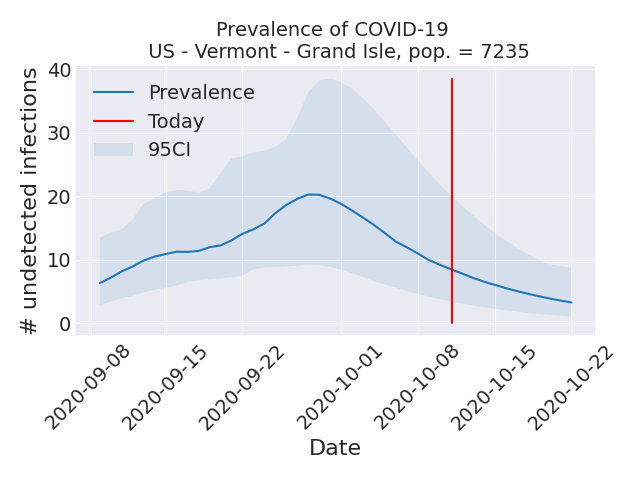 Prevalence of COVID-19
US - Vermont - Grand Isle, pop. = 7235
# undetected infections
40
30
20
10
0
Prevalence
Today
95CI
2020-09-08
2020-09-15
2020-09-22
2020-10-01
2020-10-08
2020-10-15
2020-10-22
Date